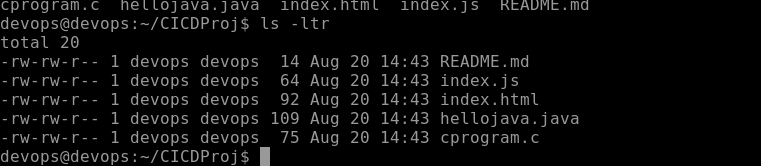 cprogram.c  hellojava.java  index.html  index.js  README.md
devops@devops:~/CICDProj$ ls -ltr
total 20
-rw-rw-r-- 1 devops devops  14 Aug 20 14:43 README.md
-rw-rw-r-- 1 devops devops  64 Aug 20 14:43 index.js
-rw-rw-r-- 1 devops devops  92 Aug 20 14:43 index.html
-rw-rw-r-- 1 devops devops 109 Aug 20 14:43 hellojava.java
-rw-rw-r-- 1 devops devops  75 Aug 20 14:43 cprogram.c
devops@devops:~/CICDProj$